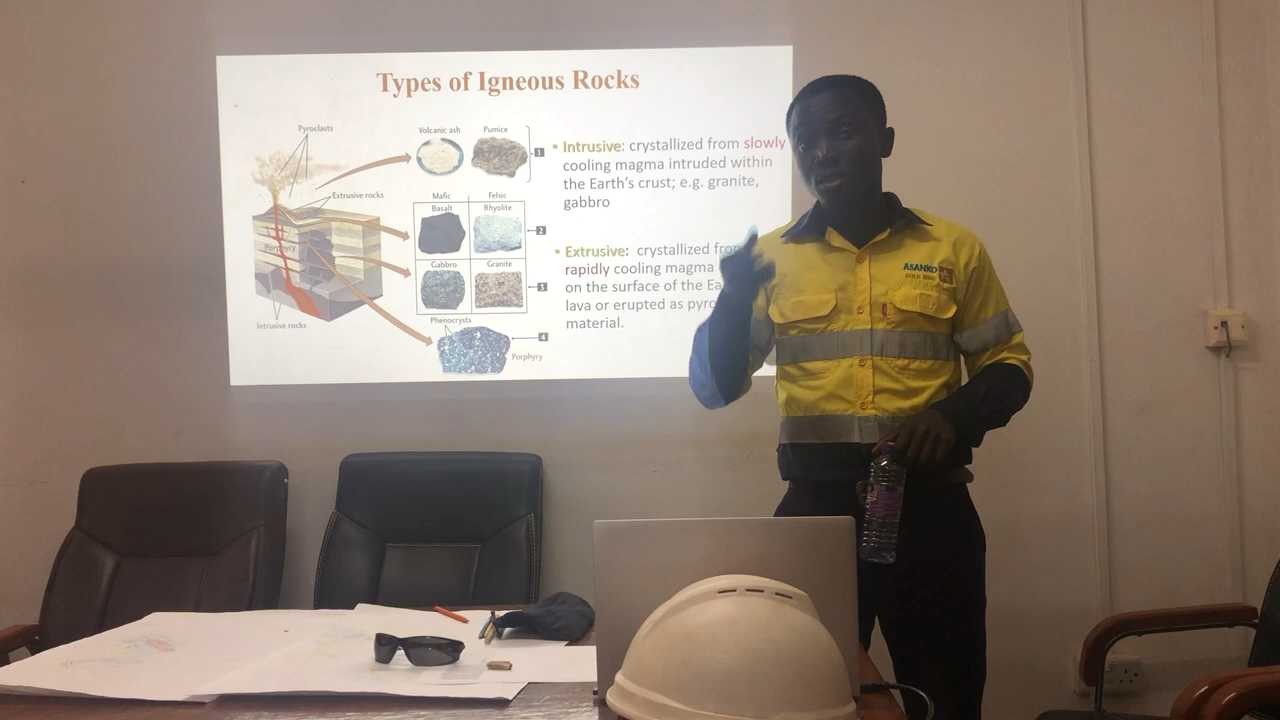 Types of Igneous Rocks
Pyroclasts
Volcanic ash
Pumice
1
Extrusive rocks
Mafic
Felsic
Basalt
Rhyolite
2
Porphyry
Gabbro
Granite
3
Intrusive rocks
Phenocrysts
4
Porphyry
• Intrusive: crystallized from slowly
cooling magma intruded within
the Earth's crust; e.g. granite,
gabbro
• Extrusive: crystallized
rapidly cooling magma
on the surface of the
lava or erupted as
material.
ASANKO
GOLD